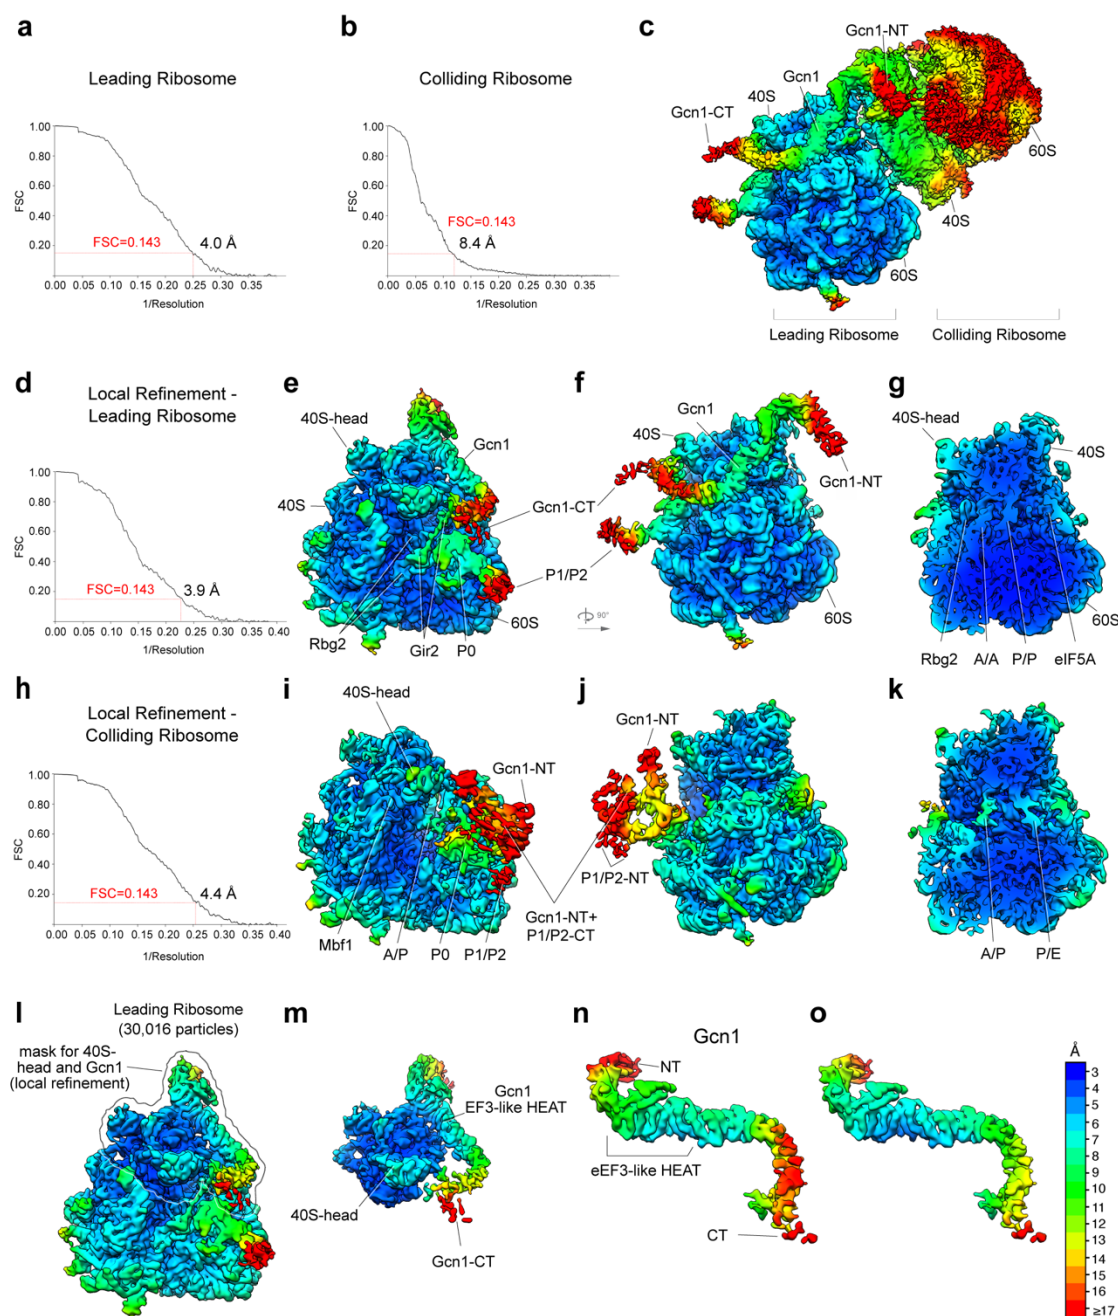 a
Leading Ribosome
1.00
0.80
0.60
0.40
0.20
FSC
FSC=0.143
4.0 Å
0.00 0.05 0.10 0.15 0.20 0.25 0.30 0.35
1/Resolution
b
Colliding Ribosome
1.00
0.80
0.60
0.40
0.20
FSC
FSC=0.143
8.4 Å
0.00 0.05 0.10 0.15 0.20 0.25 0.30 0.35
1/Resolution
c
Gcn1-NT
Gcn1
40S
Gcn1-CT
60S
40S
60S
Leading Ribosome
Colliding Ribosome
d
Local Refinement -
Leading Ribosome
1.00
0.80
0.60
0.40
0.20
FSC
FSC=0.143
3.9 Å
0.00 0.05 0.10 0.15 0.20 0.25 0.30 0.35 0.40
1/Resolution
e
40S-head
Gcn1
40S
Gcn1-CT
P1/P2
60S
Rbg2
Gir2
P0
f
Gcn1
40S
Gcn1-NT
60S
90°
g
40S-head
40S
60S
Rbg2
A/A
P/P
eIF5A
h
Local Refinement -
Colliding Ribosome
1.00
0.80
0.60
0.40
0.20
FSC
FSC=0.143
4.4 Å
0.00 0.05 0.10 0.15 0.20 0.25 0.30 0.35 0.40
1/Resolution
i
40S-head
Gcn1-NT
Mbf1
A/P
P0
P1/P2
Gcn1-NT+
P1/P2-CT
j
Gcn1-NT
P1/P2-NT
k
A/P
P/E
l
Leading Ribosome
(30,016 particles)
mask for 40S-
head and Gcn1
(local refinement)
m
Gcn1
EF3-like HEAT
40S-head
Gcn1-CT
n
Gcn1
NT
eEF3-like HEAT
CT
o
Å
3
4
5
6
7
8
9
10
11
12
13
14
15
16
≥17